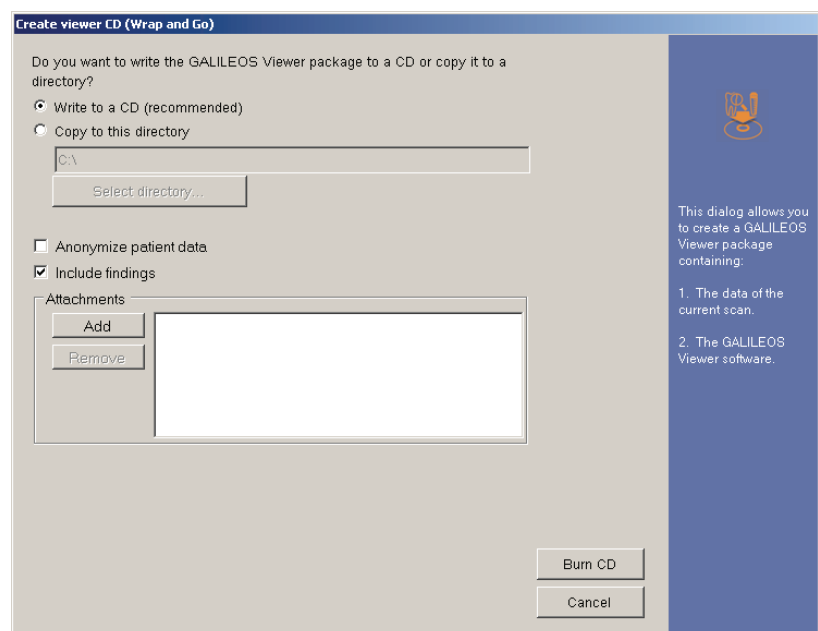 Create viewer CD (Wrap and Go)
Do you want to write the GALILEOS Viewer package to a CD or copy it to a
directory?
Write to a CD (recommended)
Copy to this directory
C:\
Select directory...
Anonymize patient data
Include findings
Attachments
Add
Remove
Burn CD
Cancel
This dialog allows you
to create a GALILEOS
Viewer package
containing:
1. The data of the
current scan.
2. The GALILEOS
Viewer software.